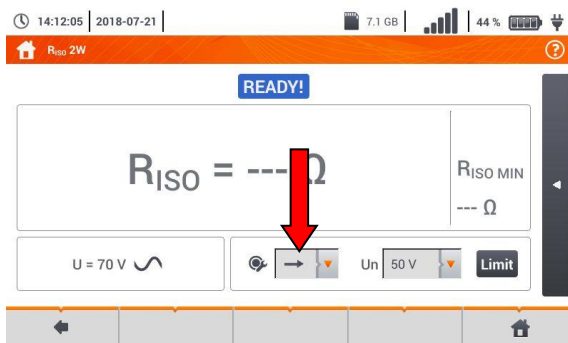 14:12:05 2018-07-21 7.1 GB 44 %
RISO 2W ?
READY!
RISO = --- Ω
RISO MIN
--- Ω
U = 70 V Un 50 V Limit